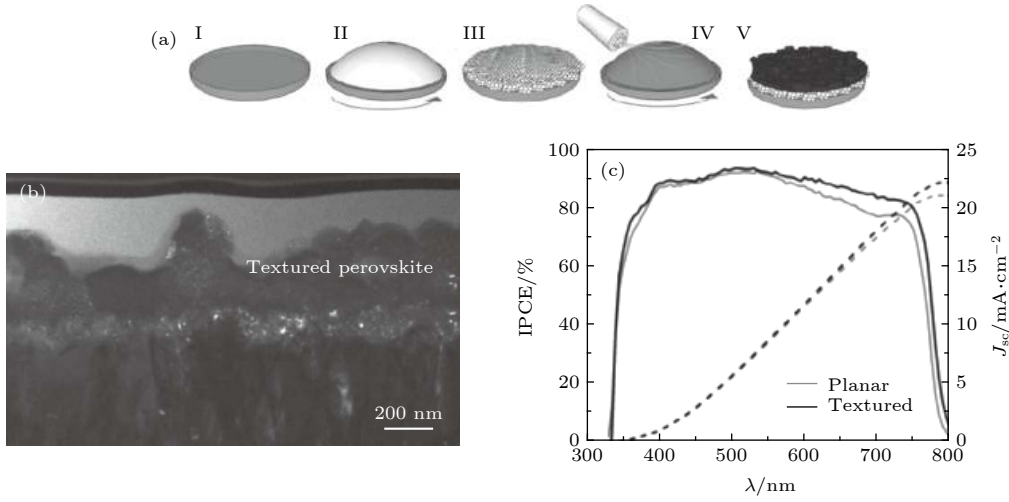 (a) I II III IV V
(b)
Textured perovskite
200 nm
(c)
100
80
60
40
20
0
IPCE/%
25
20
15
10
5
0
Jsc/mA·cm−2
Planar
Textured
300 400 500 600 700 800
λ/nm